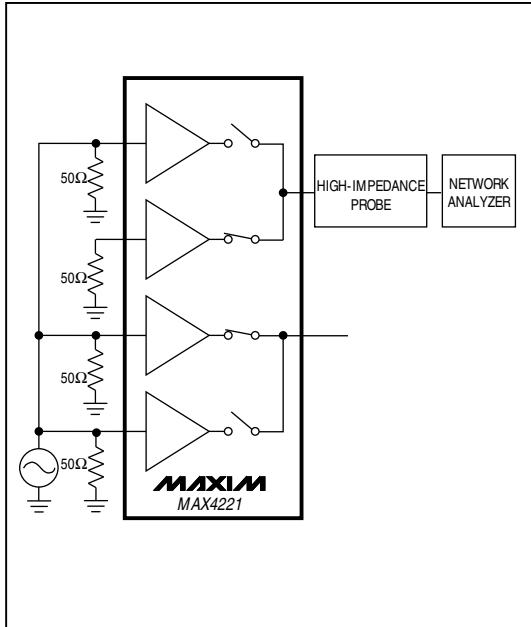 50Ω
HIGH-IMPEDANCE
PROBE
NETWORK
ANALYZER
50Ω
50Ω
50Ω
MAXIM
MAX4221